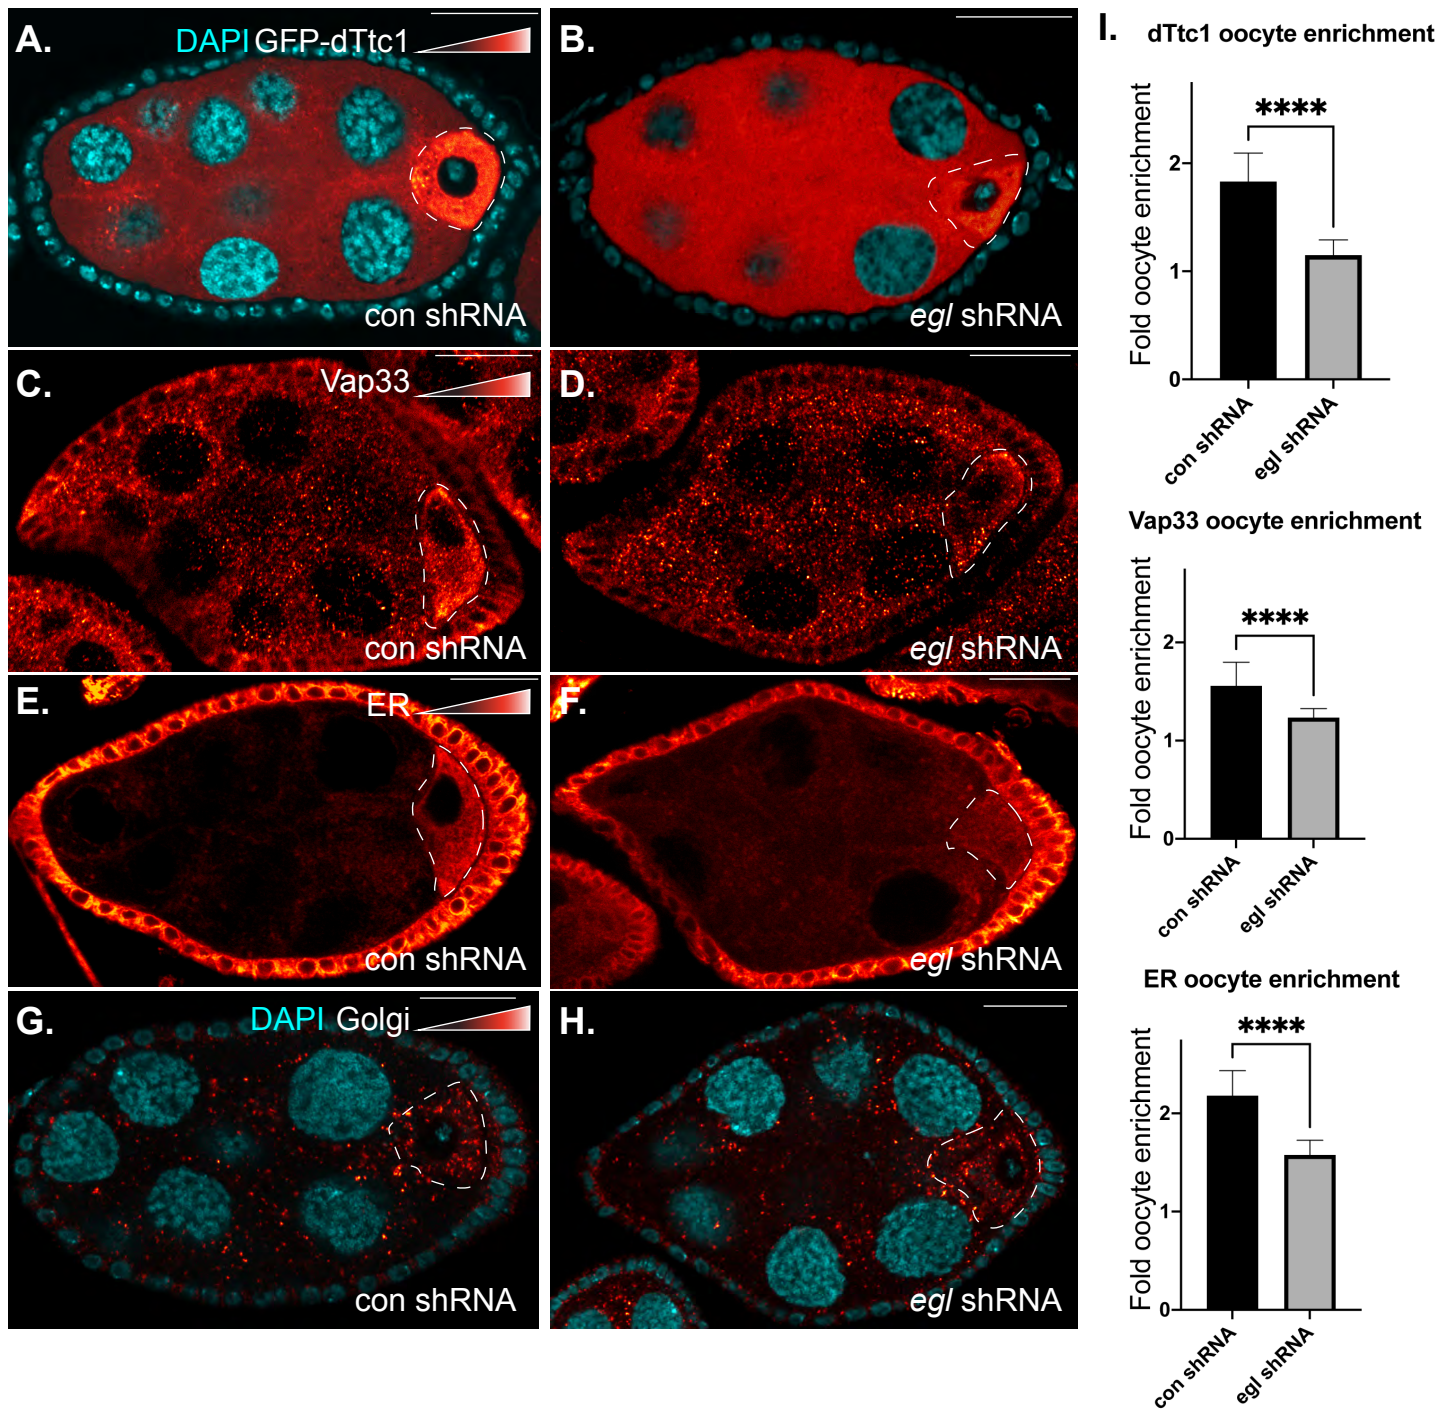 A.
DAPI GFP-dTtc1
con shRNA
B.
egl shRNA
C.
Vap33
con shRNA
D.
egl shRNA
E.
ER
con shRNA
F.
egl shRNA
G.
DAPI Golgi
con shRNA
H.
egl shRNA
I.
dTtc1 oocyte enrichment
****
Fold oocyte enrichment
2
1
0
con shRNA
egl shRNA
Vap33 oocyte enrichment
****
Fold oocyte enrichment
2
1
0
con shRNA
egl shRNA
ER oocyte enrichment
****
Fold oocyte enrichment
2
1
0
con shRNA
egl shRNA